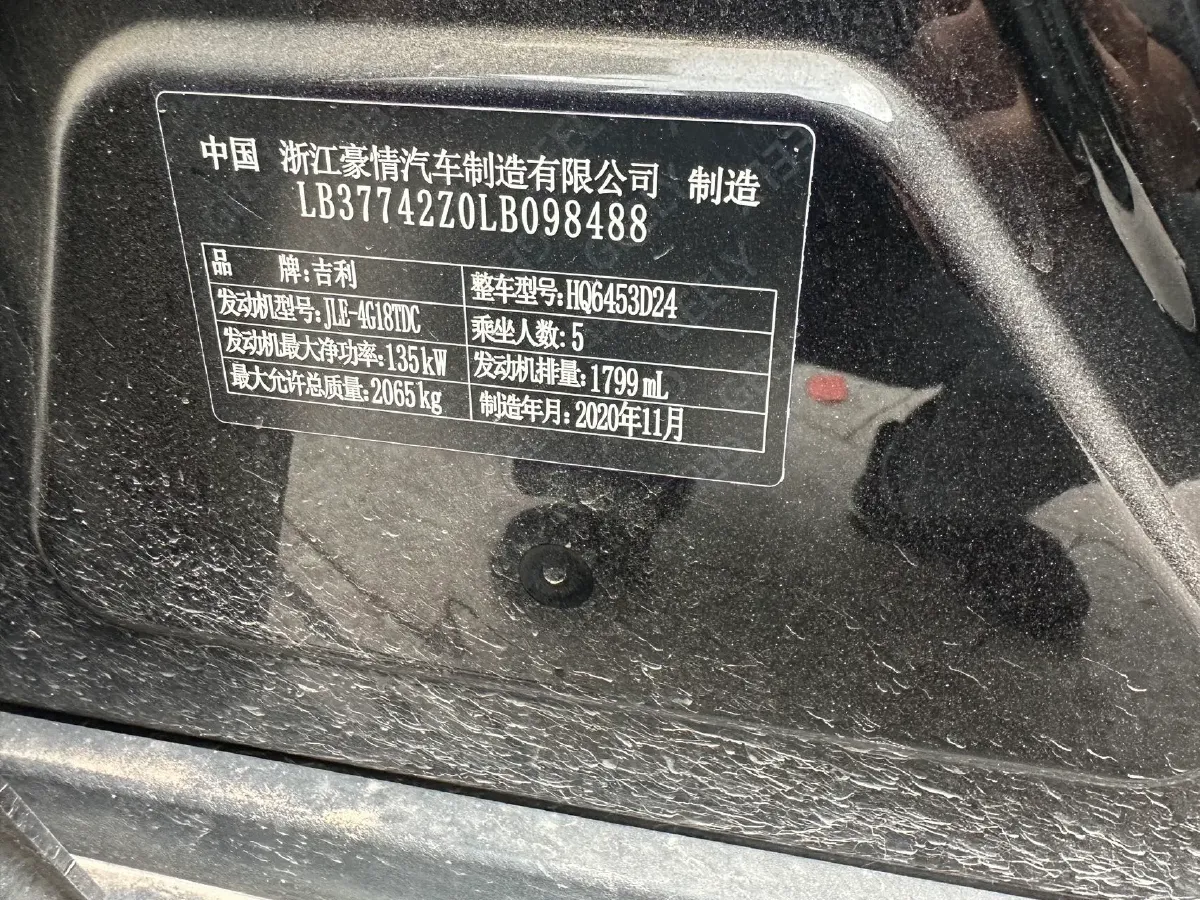 中国 浙江豪情汽车制造有限公司 制造
LB37742Z0LB098488
品 牌:吉利 整车型号:HQ6453D24
发动机型号:JLE-4G18TDC 乘坐人数:5
发动机最大净功率:135kW 发动机排量:1799mL
最大允许总质量:2065kg 制造年月:2020年11月